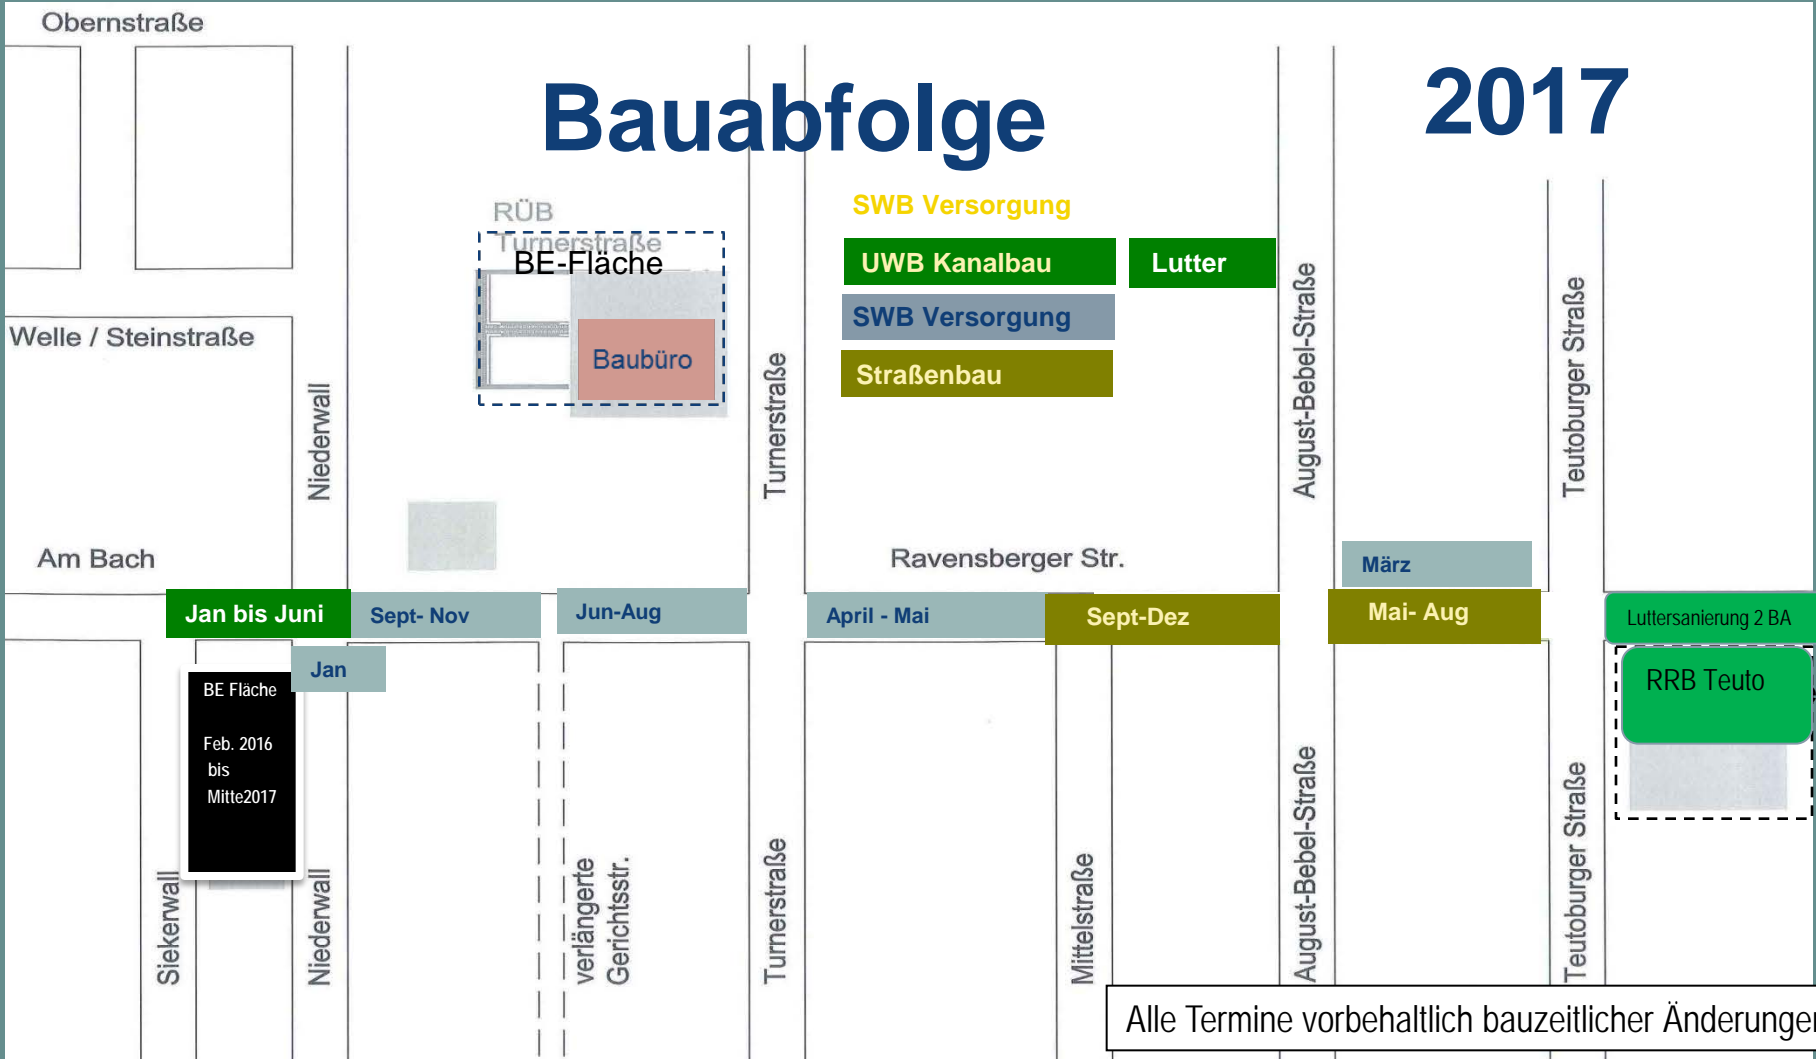 Obernstraße
Bauabfolge
2017
RÜB
Turnerstraße
BE-Fläche
Baubüro
SWB Versorgung
UWB Kanalbau
Lutter
SWB Versorgung
Straßenbau
Welle / Steinstraße
Niederwall
Turnerstraße
August-Bebel-Straße
Teutoburger Straße
Am Bach
Ravensberger Str.
März
Jan bis Juni
Sept- Nov
Jun-Aug
April - Mai
Sept-Dez
Mai- Aug
Luttersanierung 2 BA
Jan
RRB Teuto
BE Fläche
Feb. 2016
bis
Mitte2017
Siekerwall
Niederwall
verlängerte
Gerichtsstr.
Turnerstraße
Mittelstraße
August-Bebel-Straße
Teutoburger Straße
Alle Termine vorbehaltlich bauzeitlicher Änderungen